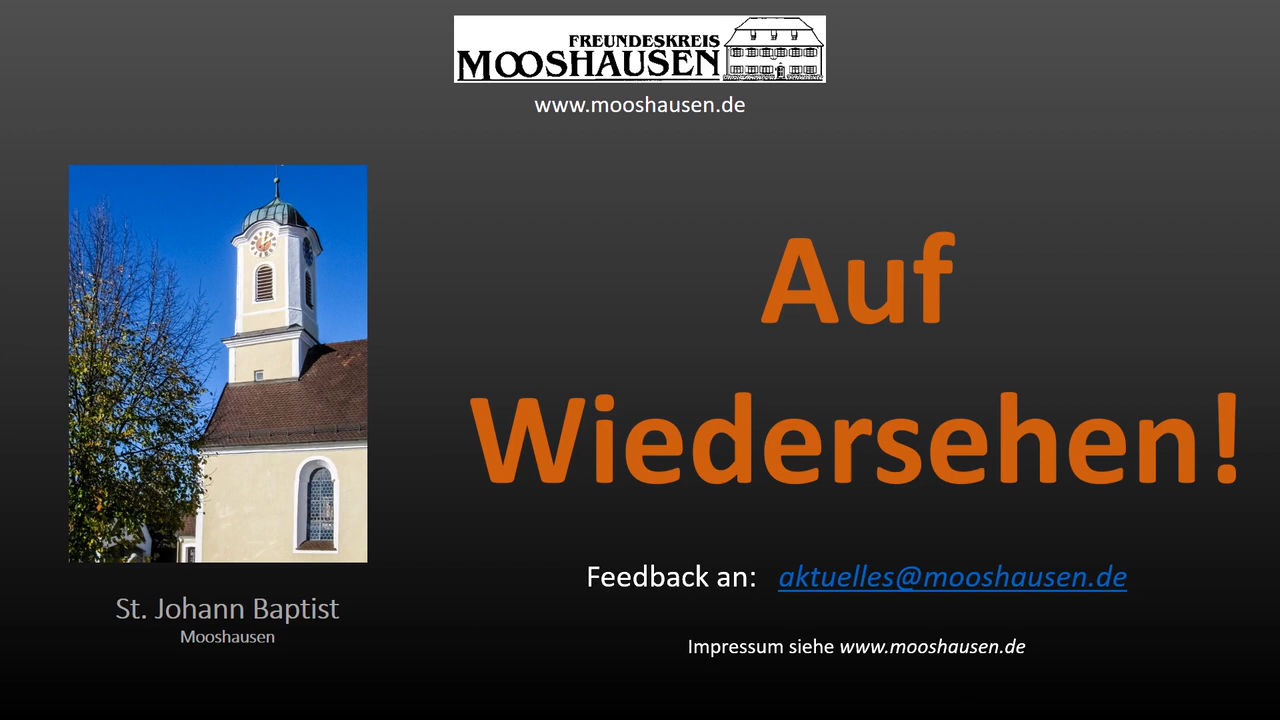 FREUNDESKREIS
MOOSHAUSEN
www.mooshausen.de
Auf
Wiedersehen!
Feedback an: aktuelles@mooshausen.de
St. Johann Baptist
Mooshausen
Impressum siehe www.mooshausen.de